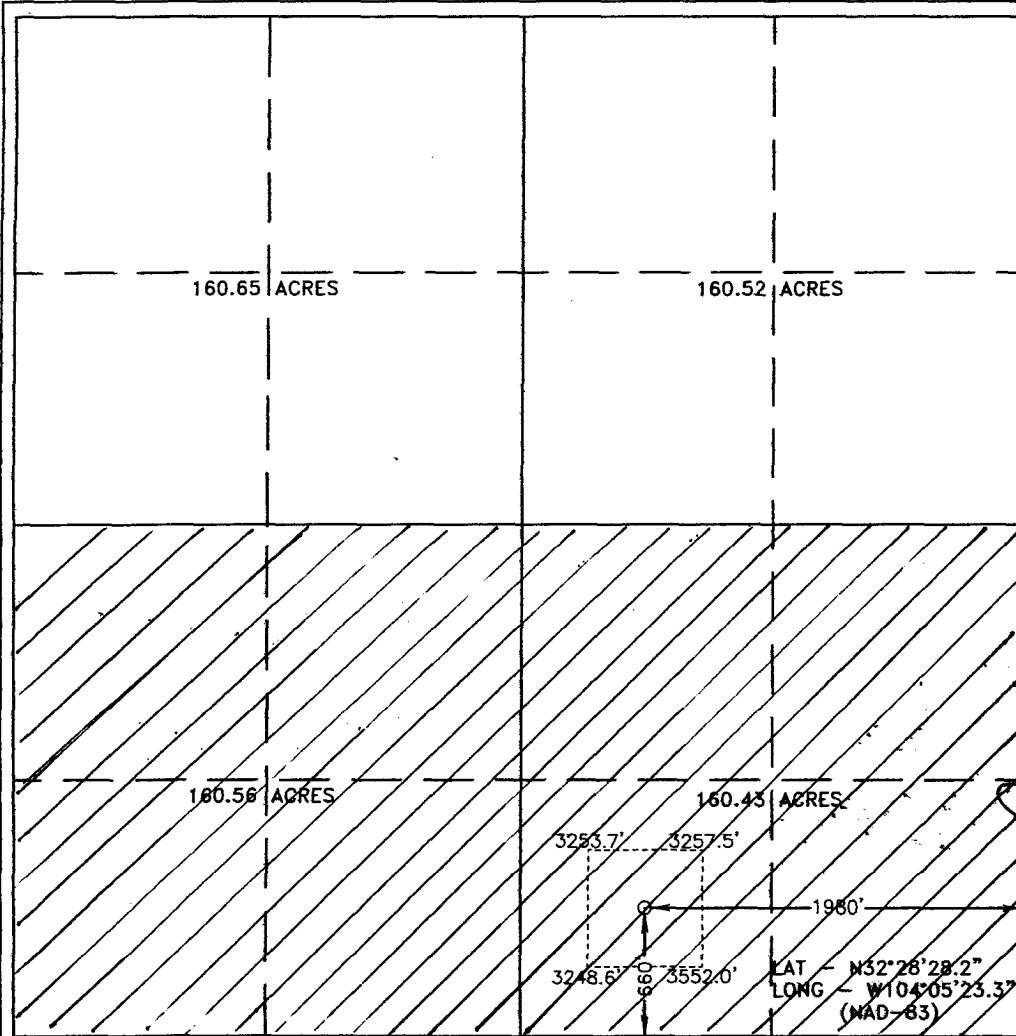 160.65 ACRES
160.52 ACRES
160.56 ACRES
160.43 ACRES
3253.7' 3257.5'
1980'
660'
3248.6' 3552.0'
LAT - N32°28'28.2"
LONG - W104°05'23.3"
(NAD-83)